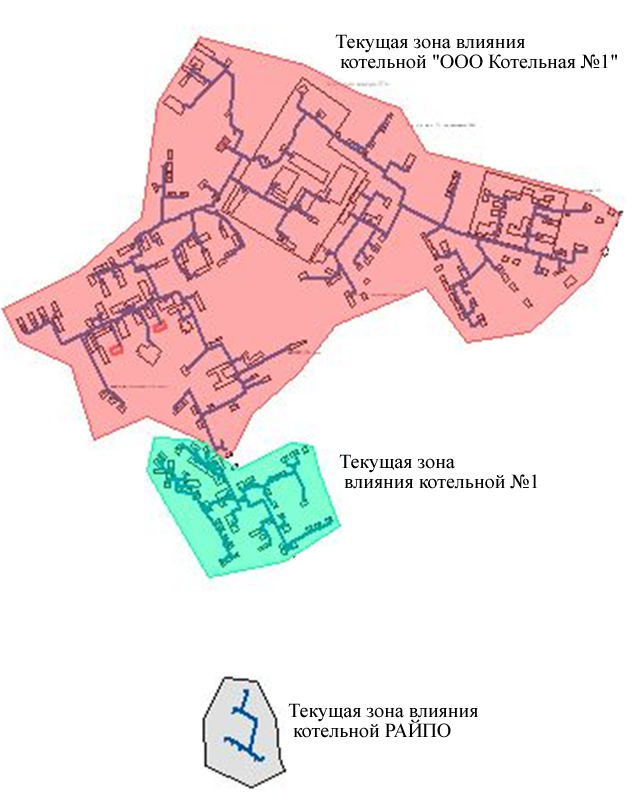 Текущая зона влияния
котельной "ООО Котельная №1"
Текущая зона
влияния котельной №1
Текущая зона влияния
котельной РАЙПО